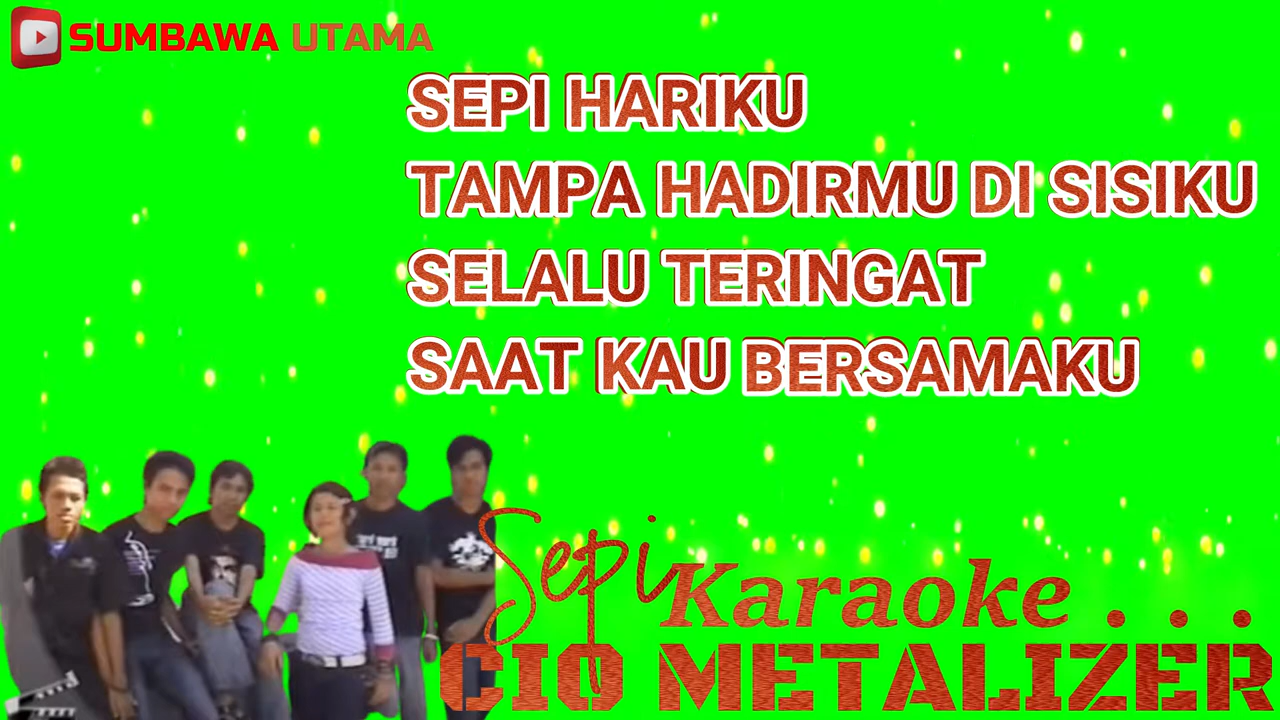 SUMBAWA UTAMA
SEPI HARIKU
TAMPA HADIRMU DI SISIKU
SELALU TERINGAT
SAAT KAU BERSAMAKU
Sepi Karaoke . . .
CIO METALIZER